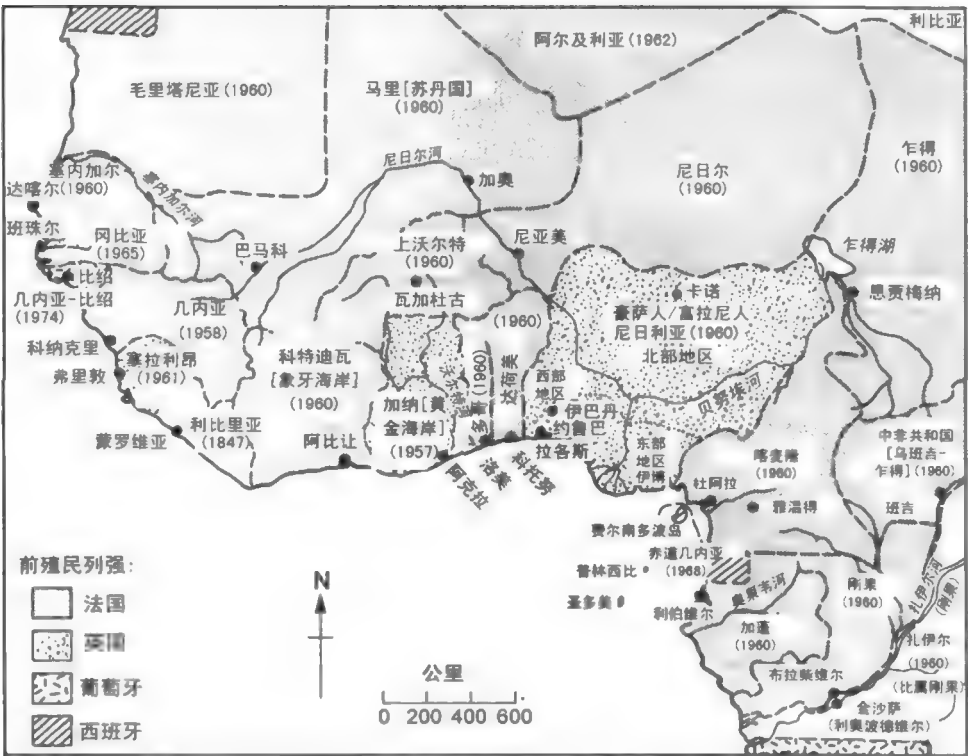 利比亚
阿尔及利亚(1962)
毛里塔尼亚(1960)
马里[苏丹国]
(1960)
尼日尔河
加奥
尼日尔
(1960)
乍得
(1960)
塞内加尔
(1960)
达喀尔
塞内加尔河
班珠尔
冈比亚
(1965)
巴马科
上沃尔特
(1960)
尼亚美
乍得湖
恩贾梅纳
比绍
几内亚-比绍
(1974)
几内亚
(1958)
瓦加杜古
卡诺
豪萨人/富拉尼人
尼日利亚(1960)
北部地区
(1960)
达荷美
科纳克里
弗里敦
塞拉利昂
(1961)
科特迪瓦
[象牙海岸]
(1960)
加纳[黄
金海岸]
(1957)
(1960)
西部
地区
伊巴丹
约鲁巴
拉各斯
贝努埃河
利比里亚
(1847)
蒙罗维亚
阿比让
阿克拉
洛美
科托努
东部
地区
伊博
喀麦隆
(1960)
中非共和国
[乌班吉-
乍得](1960)
杜阿拉
雅温得
班吉
费尔南多波岛
赤道几内亚
(1968)
普林西比
圣多美
利伯维尔
奥果韦河
刚果
(1960)
扎伊尔河
(刚果)
加蓬
(1960)
扎伊尔
(1960)
(比属刚果)
布拉柴维尔
金沙萨
(利奥波德维尔)
前殖民列强:
法国
英国
葡萄牙
西班牙
N
公里
0 200 400 600